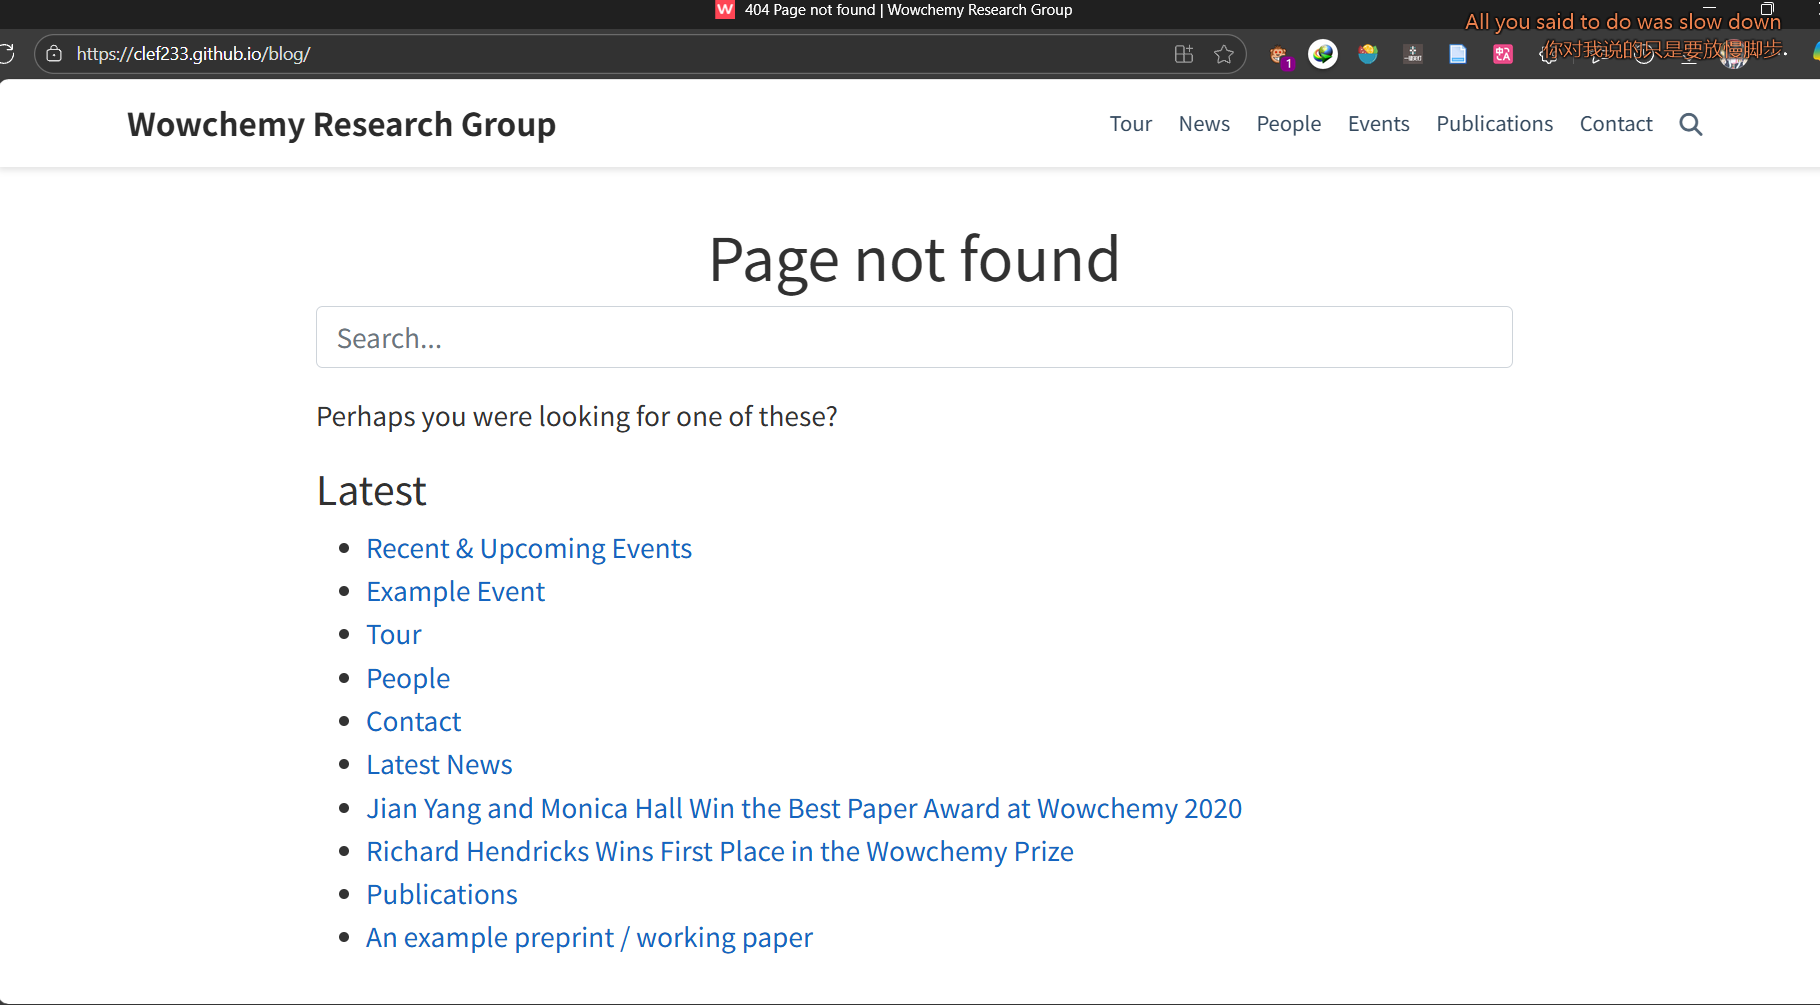 404 Page not found | Wowchemy Research Group
All you said to do was slow down
你对我说的只是要放慢脚步
https://clef233.github.io/blog/
1
Wowchemy Research Group
Tour News People Events Publications Contact
Page not found
Search...
Perhaps you were looking for one of these?
Latest
Recent & Upcoming Events
Example Event
Tour
People
Contact
Latest News
Jian Yang and Monica Hall Win the Best Paper Award at Wowchemy 2020
Richard Hendricks Wins First Place in the Wowchemy Prize
Publications
An example preprint / working paper